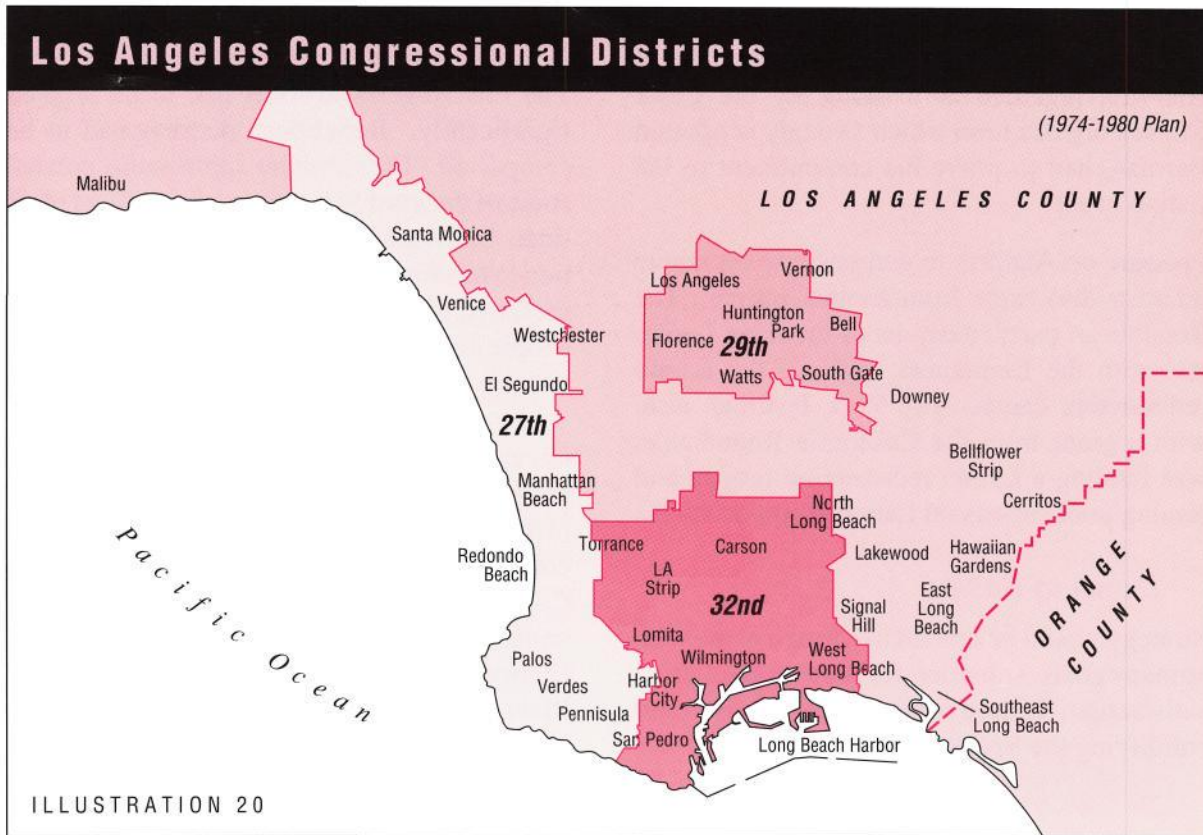 Los Angeles Congressional Districts
(1974-1980 Plan)
LOS ANGELES COUNTY
Malibu
Santa Monica
Venice
Westchester
El Segundo
27th
Manhattan
Beach
Redondo
Beach
Los Angeles
Vernon
Huntington
Park
Bell
Florence
29th
Watts
South Gate
Downey
Bellflower
Strip
Cerritos
Torrance
LA
Strip
Carson
North
Long Beach
Lakewood
Hawaiian
Gardens
32nd
Signal
Hill
East
Long
Beach
Lomita
Wilmington
West
Long Beach
Palos
Verdes
Pennisula
Harbor
City
San Pedro
Long Beach Harbor
Southeast
Long Beach
ORANGE
COUNTY
Pacific Ocean
ILLUSTRATION 20